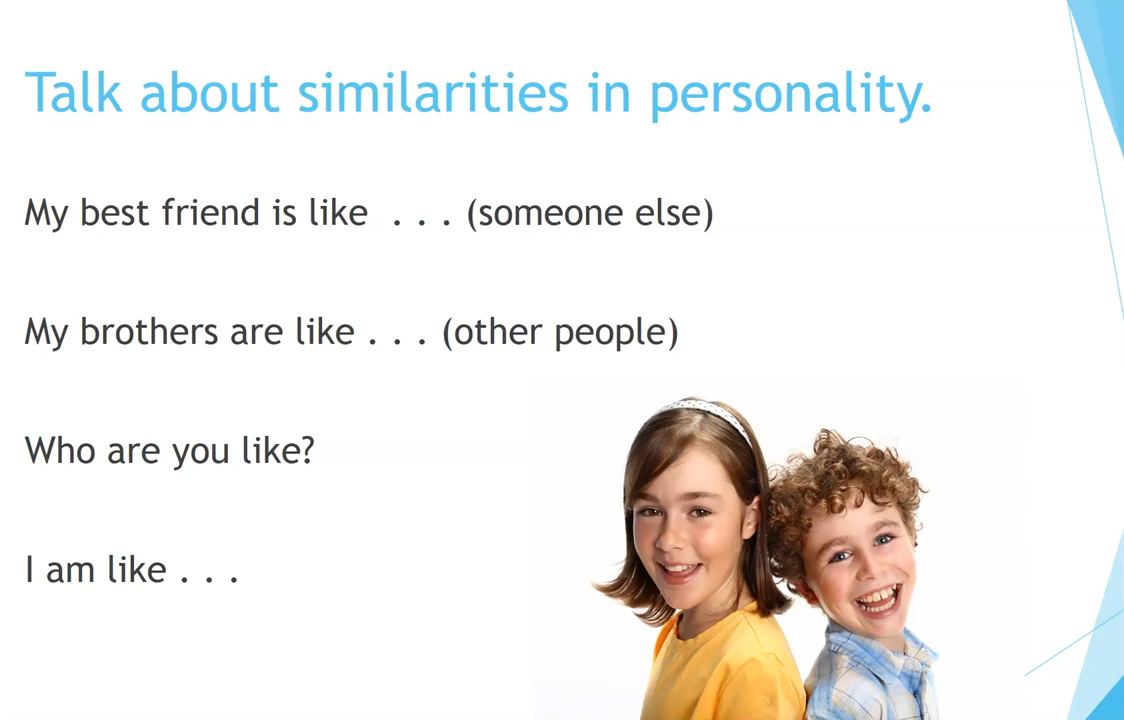 Talk about similarities in personality.
My best friend is like . . . (someone else)
My brothers are like . . . (other people)
Who are you like?
I am like . . .